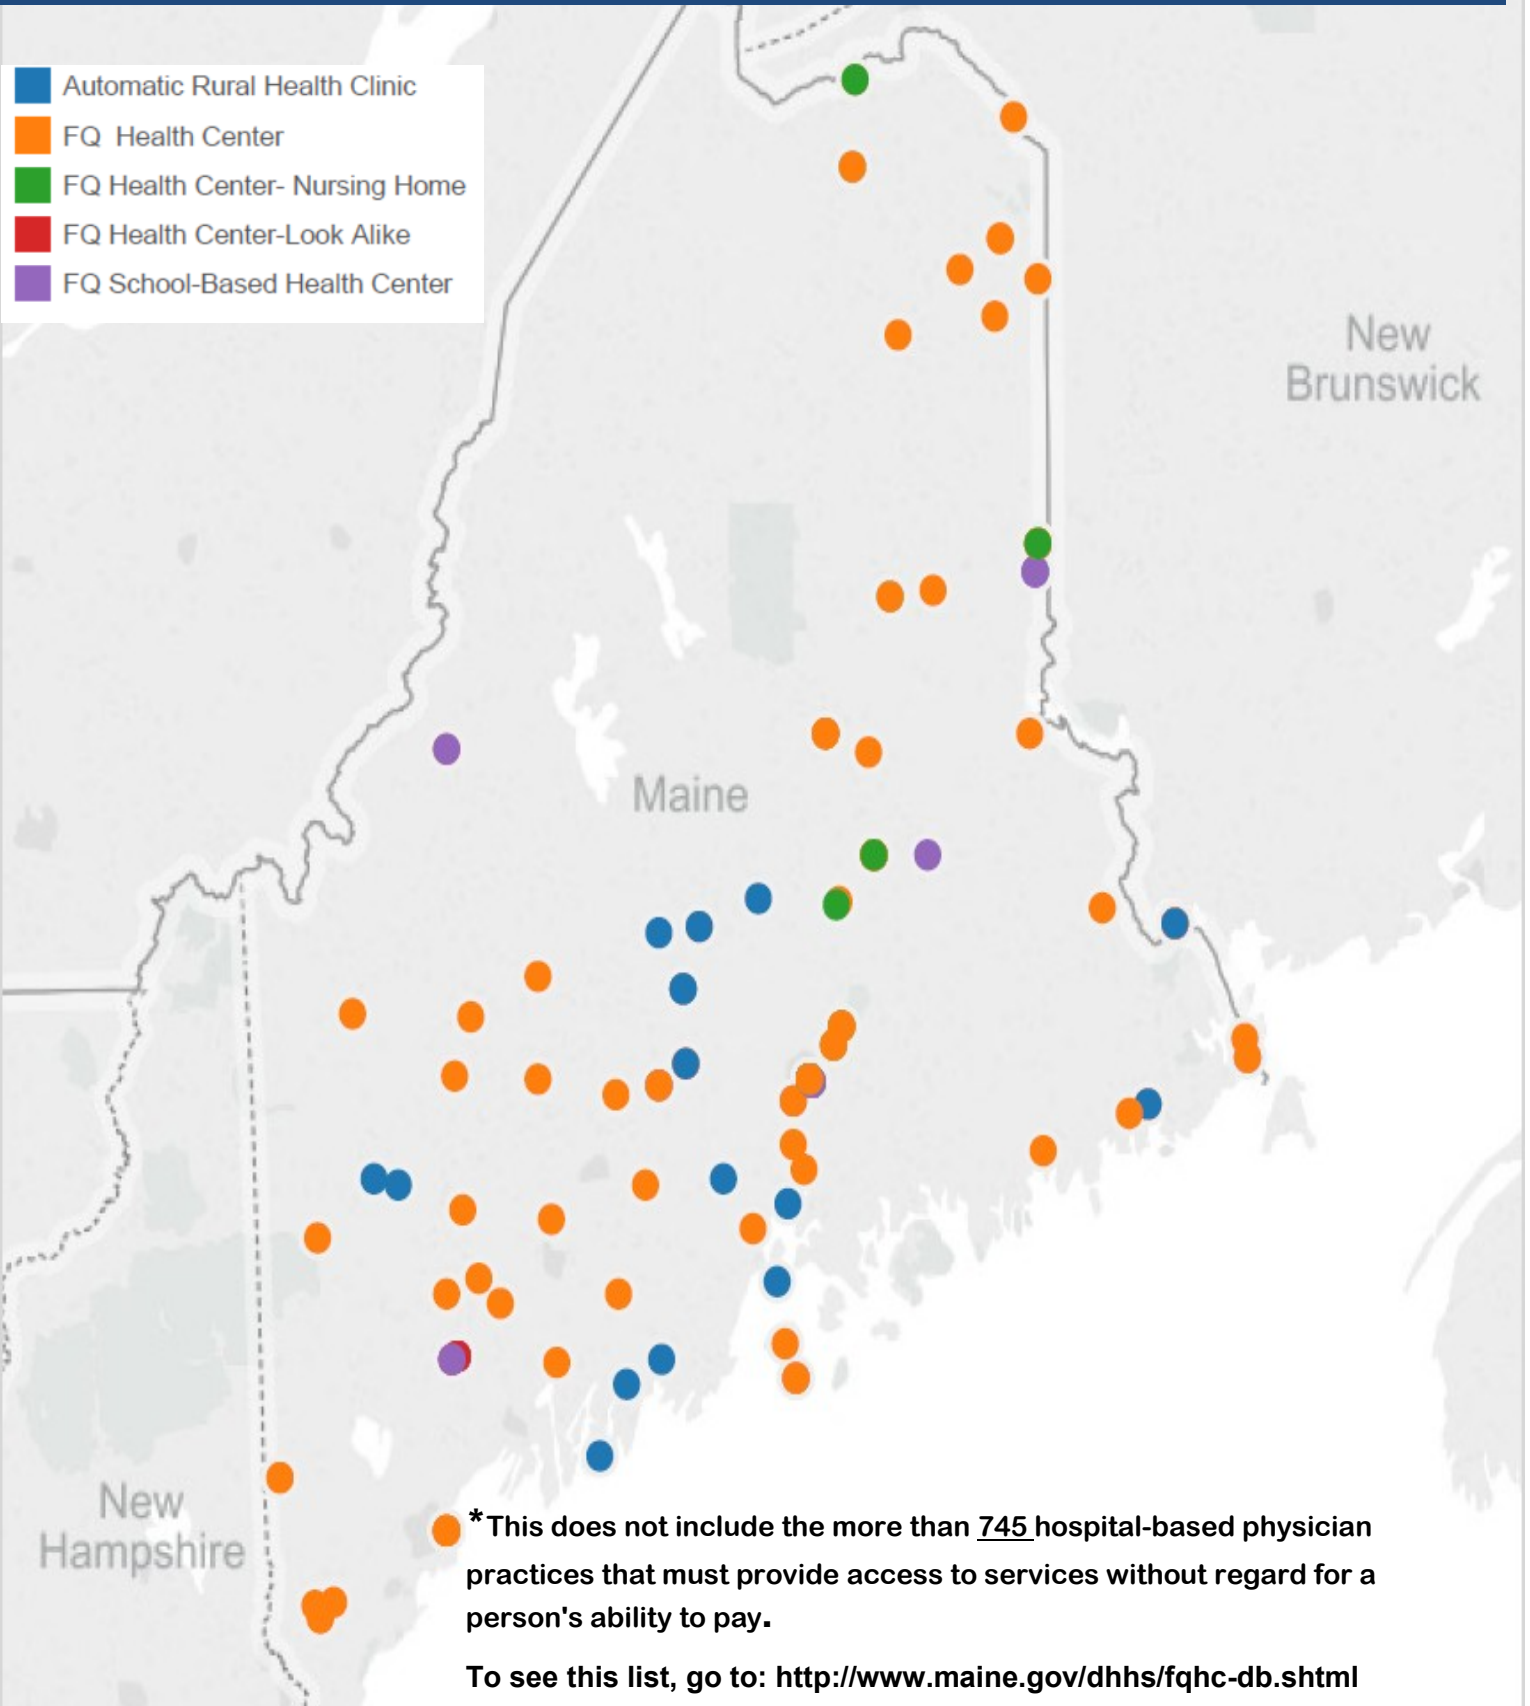 Automatic Rural Health Clinic
FQ Health Center
FQ Health Center- Nursing Home
FQ Health Center-Look Alike
FQ School-Based Health Center
New
Brunswick
Maine
New
Hampshire
*This does not include the more than 745 hospital-based physician
practices that must provide access to services without regard for a
person's ability to pay.
To see this list, go to: http://www.maine.gov/dhhs/fqhc-db.shtml